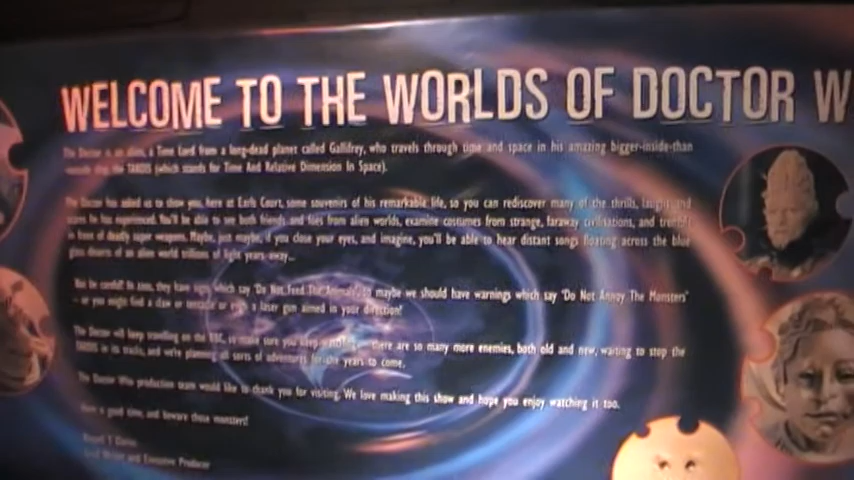 WELCOME TO THE WORLDS OF DOCTOR W
The Doctor is an alien, a Time Lord from a long-dead planet called Gallifrey, who travels through time and space in his amazing bigger-inside-than
ship the TARDIS (which stands for Time And Relative Dimension In Space).
The Doctor has asked us to show you, here at Earls Court, some souvenirs of his remarkable life, so you can rediscover many of the thrills, laughs and
scares he has experienced. You'll be able to see both friends and foes from alien worlds, examine costumes from strange, faraway civilisations, and tremble
in front of deadly super weapons. Maybe, just maybe, if you close your eyes, and imagine, you'll be able to hear distant songs floating across the blue
glass deserts of an alien world trillions of light years away...
But be careful! In zoos, they have signs which say 'Do Not Feed The Animals', so maybe we should have warnings which say 'Do Not Annoy The Monsters'
- or you might find a claw or tentacle or even a laser gun aimed in your direction!
The Doctor will keep travelling on the BBC, so make sure you keep watching - there are so many more enemies, both old and new, waiting to stop the
TARDIS in its tracks, and we're planning all sorts of adventures for the years to come.
The Doctor Who production team would like to thank you for visiting. We love making this show and hope you enjoy watching it too.
Have a good time, and beware those monsters!
Russell T Davies
Lead Writer and Executive Producer